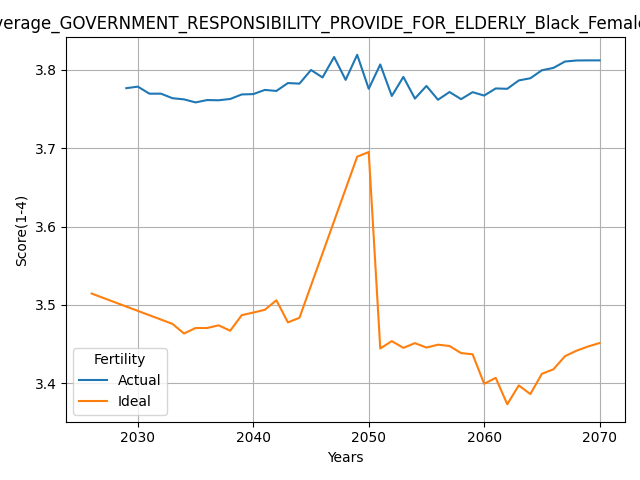 verage_GOVERNMENT_RESPONSIBILITY_PROVIDE_FOR_ELDERLY_Black_Female
3.8
3.7
3.6
3.5
3.4
Score(1-4)
Fertility
Actual
Ideal
2030
2040
2050
2060
2070
Years